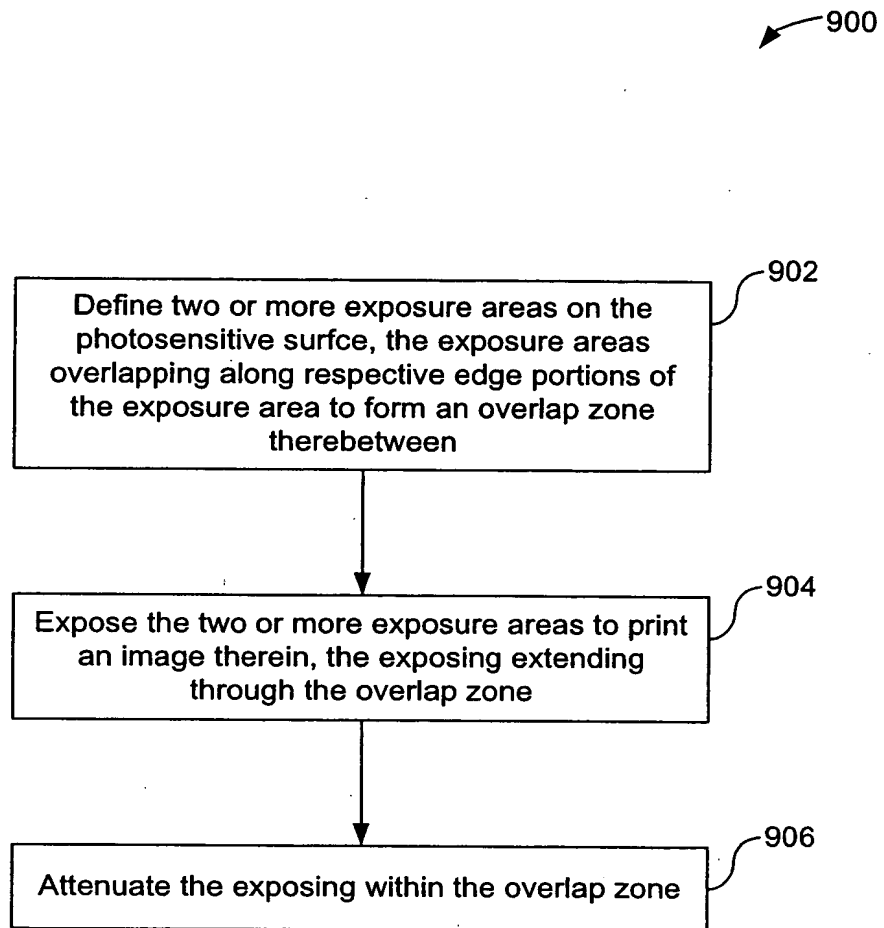 900
902
Define two or more exposure areas on the
photosensitive surfce, the exposure areas
overlapping along respective edge portions of
the exposure area to form an overlap zone
therebetween
904
Expose the two or more exposure areas to print
an image therein, the exposing extending
through the overlap zone
906
Attenuate the exposing within the overlap zone